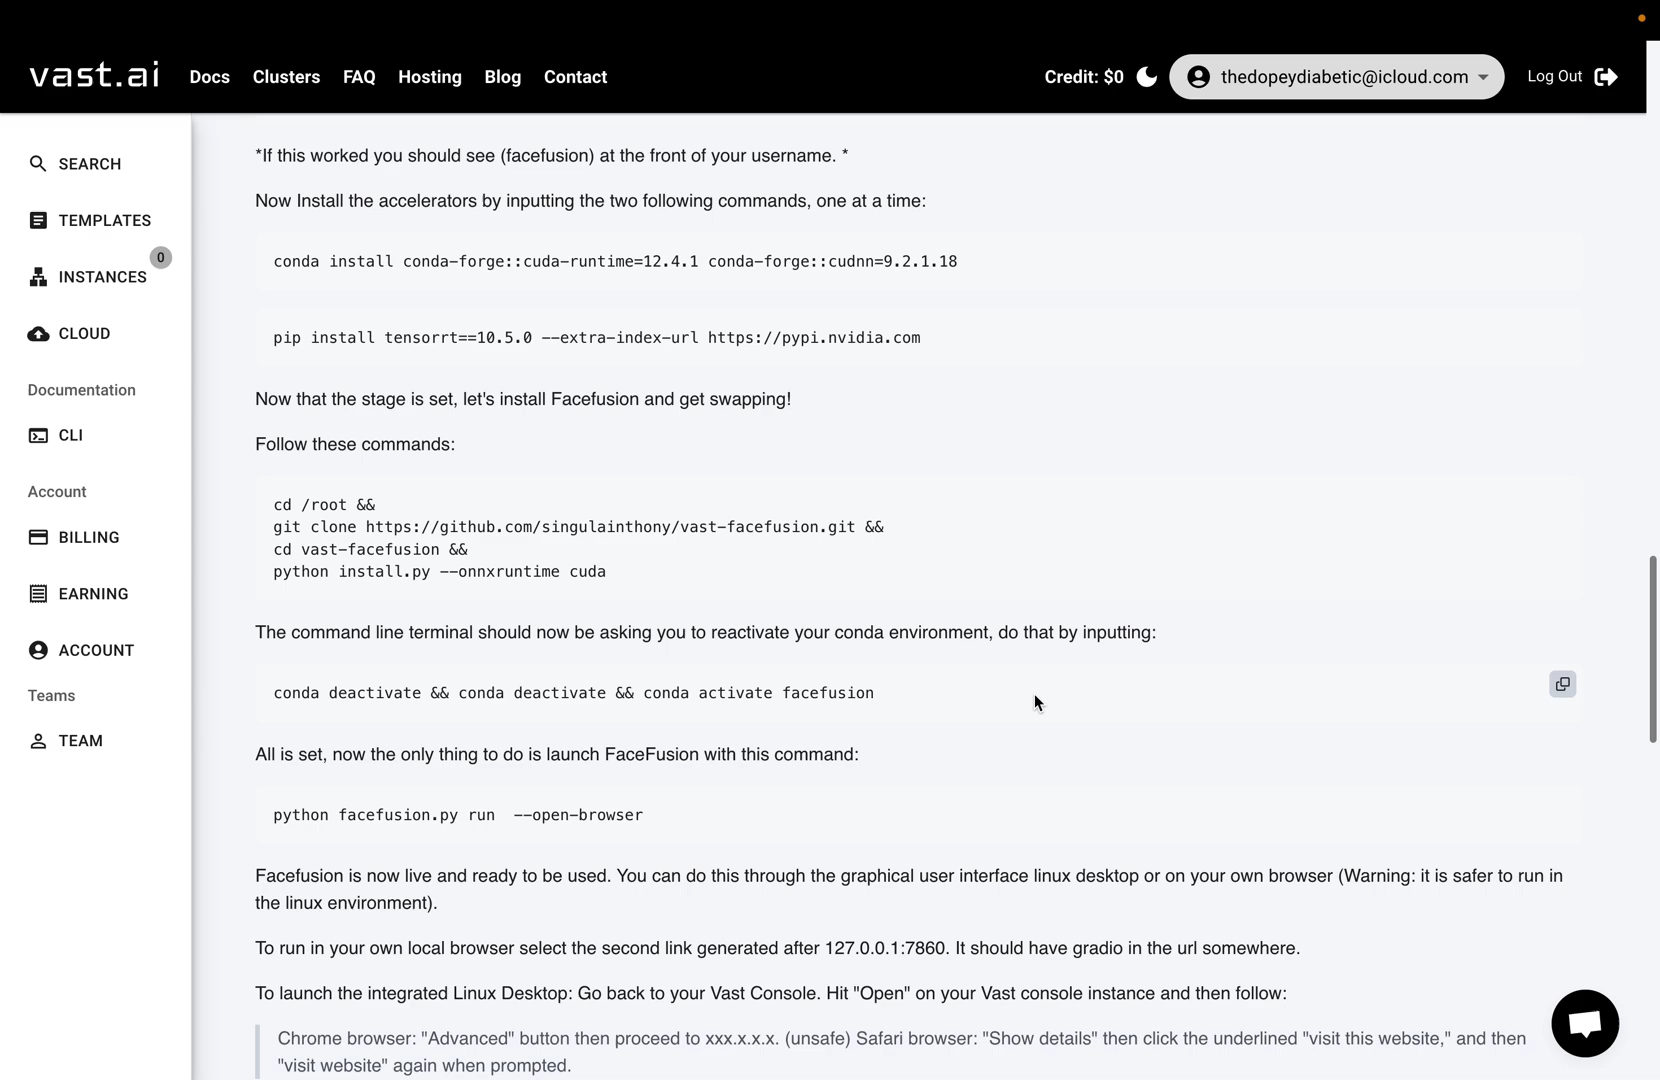 vast.ai
Docs
Clusters
FAQ
Hosting
Blog
Contact
Credit: $0
thedopeydiabetic@icloud.com
Log Out
SEARCH
TEMPLATES
0
INSTANCES
CLOUD
Documentation
CLI
Account
BILLING
EARNING
ACCOUNT
Teams
TEAM
*If this worked you should see (facefusion) at the front of your username. *
Now Install the accelerators by inputting the two following commands, one at a time:
conda install conda-forge::cuda-runtime=12.4.1 conda-forge::cudnn=9.2.1.18
pip install tensorrt==10.5.0 --extra-index-url https://pypi.nvidia.com
Now that the stage is set, let's install Facefusion and get swapping!
Follow these commands:
cd /root &&
git clone https://github.com/singulainthony/vast-facefusion.git &&
cd vast-facefusion &&
python install.py --onnxruntime cuda
The command line terminal should now be asking you to reactivate your conda environment, do that by inputting:
conda deactivate && conda deactivate && conda activate facefusion
All is set, now the only thing to do is launch FaceFusion with this command:
python facefusion.py run  --open-browser
Facefusion is now live and ready to be used. You can do this through the graphical user interface linux desktop or on your own browser (Warning: it is safer to run in
the linux environment).
To run in your own local browser select the second link generated after 127.0.0.1:7860. It should have gradio in the url somewhere.
To launch the integrated Linux Desktop: Go back to your Vast Console. Hit "Open" on your Vast console instance and then follow:
Chrome browser: "Advanced" button then proceed to xxx.x.x.x. (unsafe) Safari browser: "Show details" then click the underlined "visit this website," and then
"visit website" again when prompted.